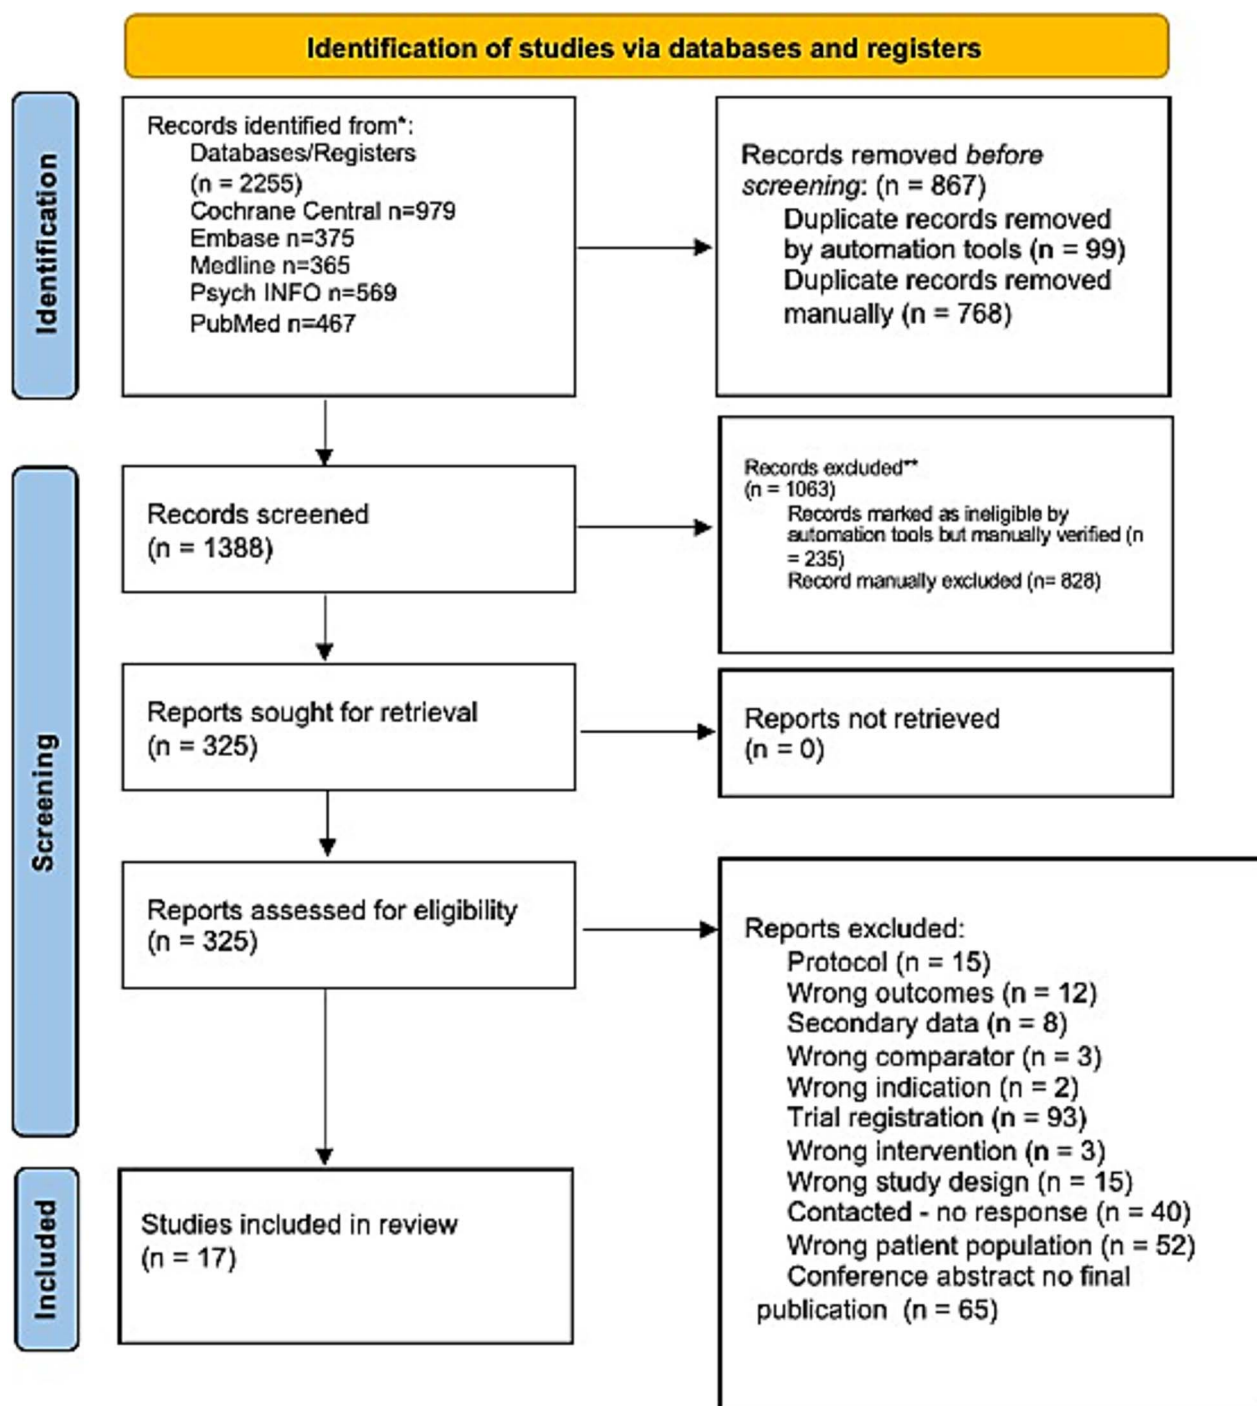 Identification of studies via databases and registers
Identification
Records identified from*:
Databases/Registers
(n = 2255)
Cochrane Central n=979
Embase n=375
Medline n=365
Psych INFO n=569
PubMed n=467
Records removed before
screening: (n = 867)
Duplicate records removed
by automation tools (n = 99)
Duplicate records removed
manually (n = 768)
Screening
Records screened
(n = 1388)
Records excluded**
(n = 1063)
Records marked as ineligible by
automation tools but manually verified (n
= 235)
Record manually excluded (n= 828)
Reports sought for retrieval
(n = 325)
Reports not retrieved
(n = 0)
Reports assessed for eligibility
(n = 325)
Reports excluded:
Protocol (n = 15)
Wrong outcomes (n = 12)
Secondary data (n = 8)
Wrong comparator (n = 3)
Wrong indication (n = 2)
Trial registration (n = 93)
Wrong intervention (n = 3)
Wrong study design (n = 15)
Contacted - no response (n = 40)
Wrong patient population (n = 52)
Conference abstract no final
publication (n = 65)
Included
Studies included in review
(n = 17)